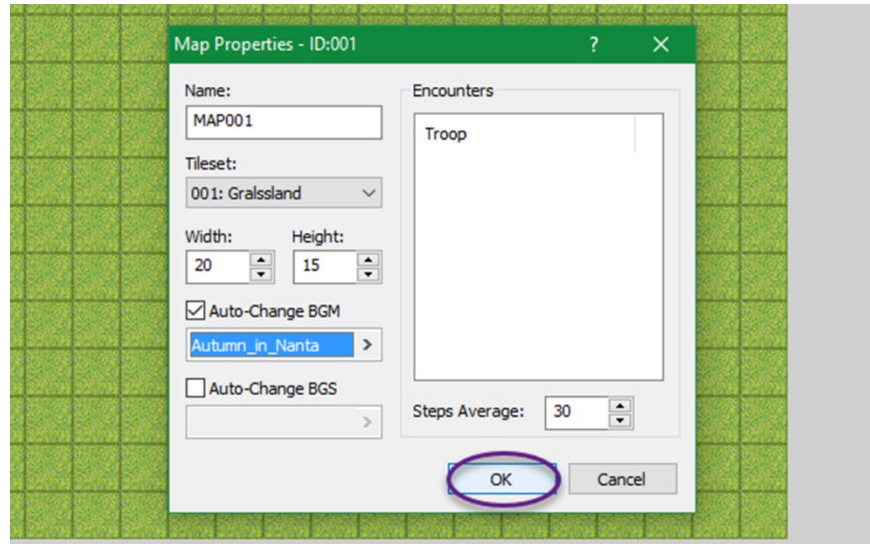 Map Properties - ID:001 ?
Name:
MAP001
Tileset:
001: Gralssland
Width: Height:
20 15
Auto-Change BGM
Autumn_in_Nanta
Auto-Change BGS
Encounters
Troop
Steps Average: 30
OK Cancel